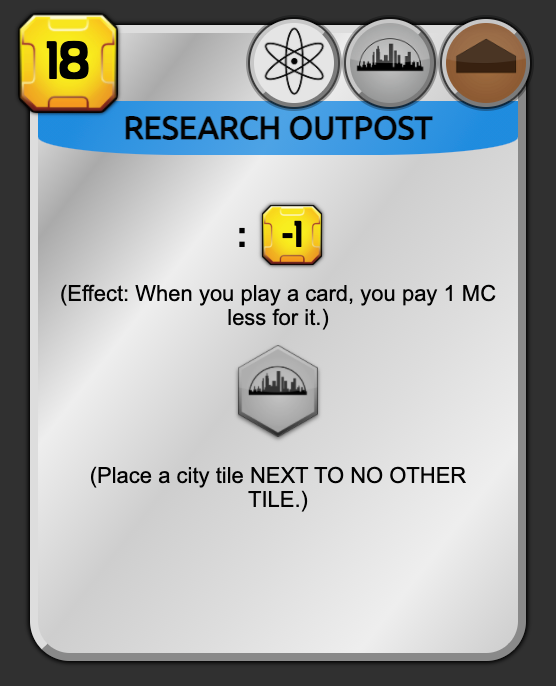 18
RESEARCH OUTPOST
: -1
(Effect: When you play a card, you pay 1 MC
less for it.)
(Place a city tile NEXT TO NO OTHER
TILE.)